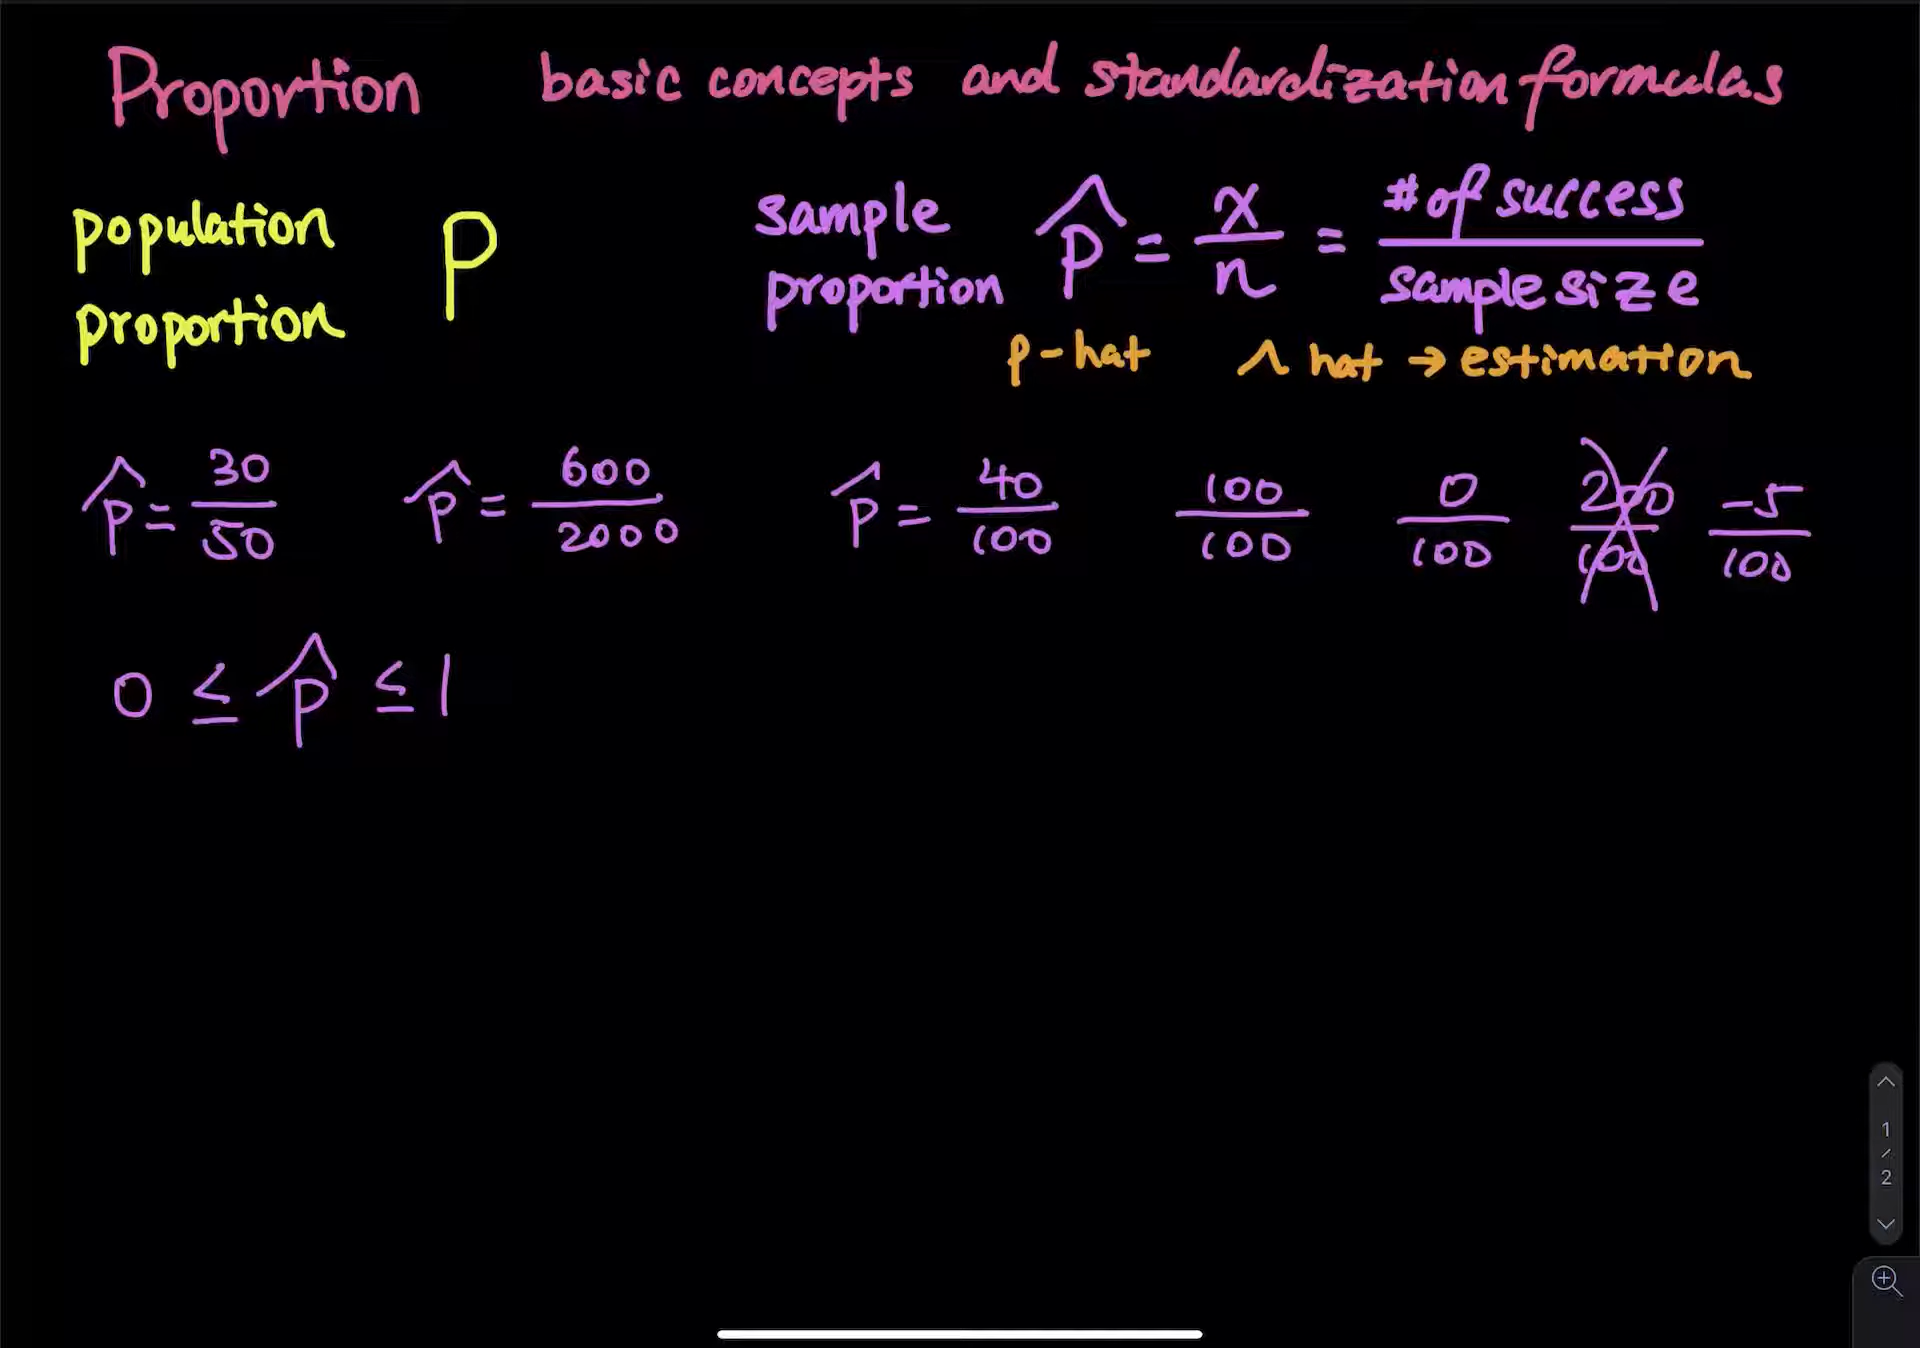 Proportion basic concepts and standardization formulas
population proportion P
sample proportion p̂ = x/n = # of success / sample size
p-hat ^ hat → estimation
p̂ = 30/50 p̂ = 600/2000 p̂ = 40/100 100/100 0/100 200/100 -5/100
0 ≤ p̂ ≤ 1
1
/
2